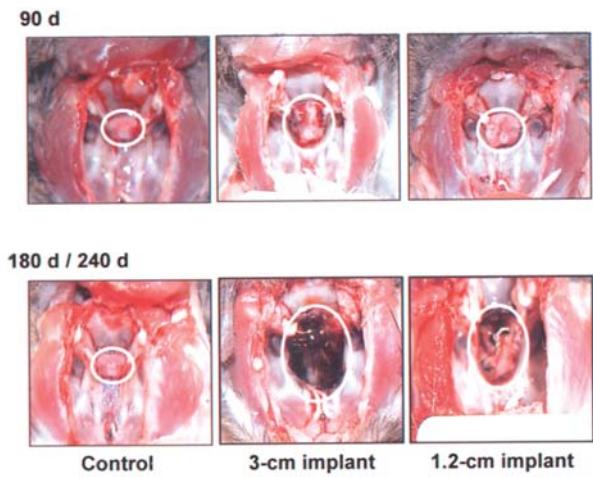 90 d
180 d / 240 d
Control
3-cm implant
1.2-cm implant